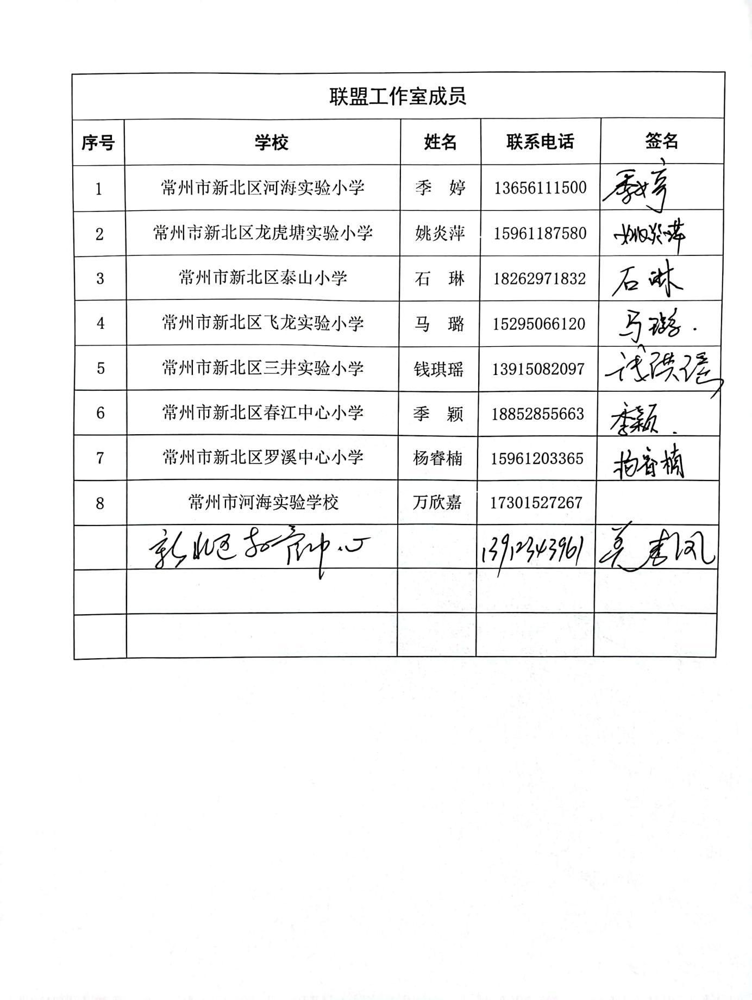 联盟工作室成员
序号 学校 姓名 联系电话 签名
1 常州市新北区河海实验小学 季 婷 13656111500 季婷
2 常州市新北区龙虎塘实验小学 姚炎萍 15961187580 姚炎萍
3 常州市新北区泰山小学 石 琳 18262971832 石琳
4 常州市新北区飞龙实验小学 马 璐 15295066120 马璐.
5 常州市新北区三井实验小学 钱琪瑶 13915082097 钱琪瑶
6 常州市新北区春江中心小学 季 颖 18852855663 季颖.
7 常州市新北区罗溪中心小学 杨睿楠 15961203365 杨睿楠
8 常州市河海实验学校 万欣嘉 17301527267
新北区教管中心 13912343961